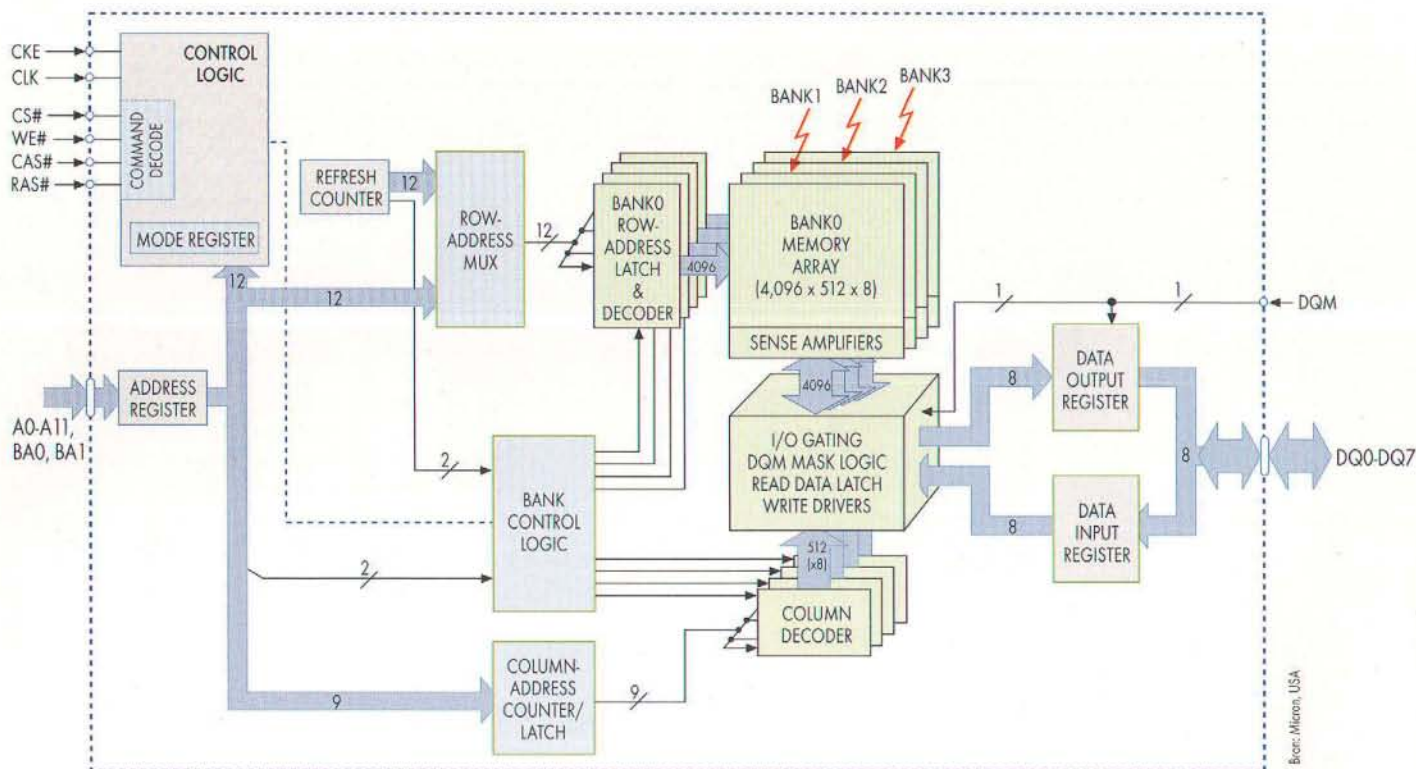 CKE
CLK
CS#
WE#
CAS#
RAS#
CONTROL
LOGIC
COMMAND
DECODE
MODE REGISTER
12
REFRESH
COUNTER
12
ROW-
ADDRESS
MUX
12
12
BANK0
ROW-
ADDRESS
LATCH
&
DECODER
4096
BANK1
BANK2
BANK3
BANK0
MEMORY
ARRAY
(4,096 x 512 x 8)
SENSE AMPLIFIERS
4096
1
1
DQM
A0-A11,
BA0, BA1
ADDRESS
REGISTER
2
2
BANK
CONTROL
LOGIC
I/O GATING
DQM MASK LOGIC
READ DATA LATCH
WRITE DRIVERS
8
DATA
OUTPUT
REGISTER
8
DQ0-DQ7
8
DATA
INPUT
REGISTER
512
(x8)
COLUMN
DECODER
9
COLUMN-
ADDRESS
COUNTER/
LATCH
9
Bron: Micron, USA